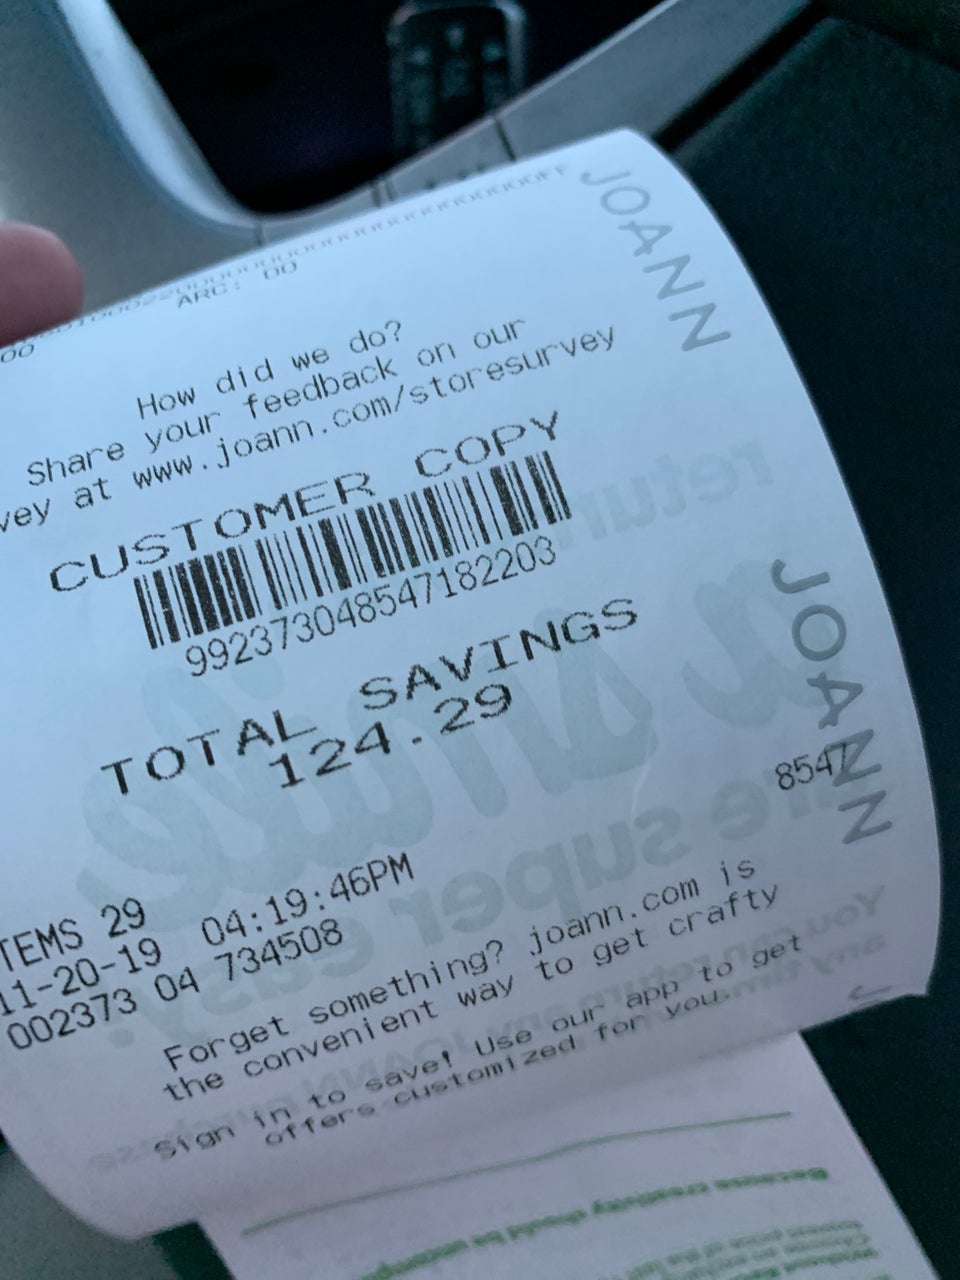 ARC: 00
00
How did we do?
Share your feedback on our
vey at www.joann.com/storesurvey
CUSTOMER COPY
99237304854718 2203
TOTAL SAVINGS
124.29
8547
TEMS 29
11-20-19 04:19:46PM
002373 04 734508
Forget something? joann.com is
the convenient way to get crafty
Sign in to save! Use our app to get
offers customized for you.
JOANN
JOANN